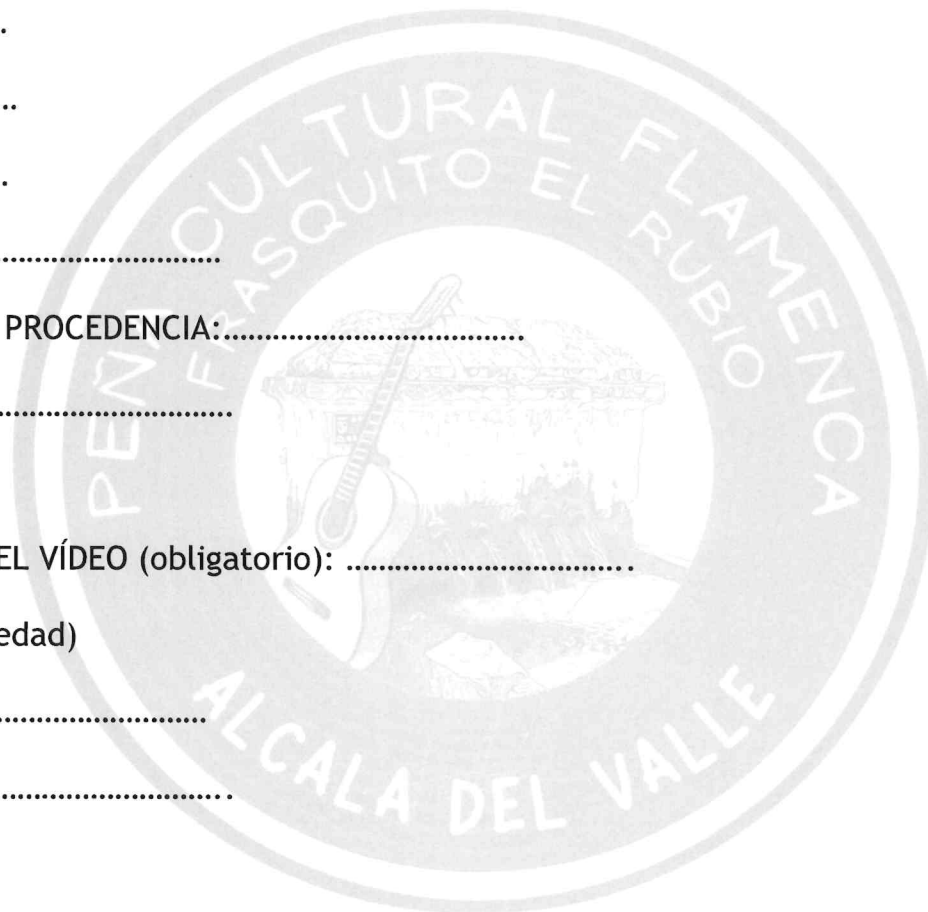 .
..
.
..............................
PROCEDENCIA:......................................
..............................
EL VÍDEO (obligatorio): ....................................
edad)
..............................
..............................
PEÑA CULTURAL FLAMENCA
FRASQUITO EL RUBIO
ALCALA DEL VALLE